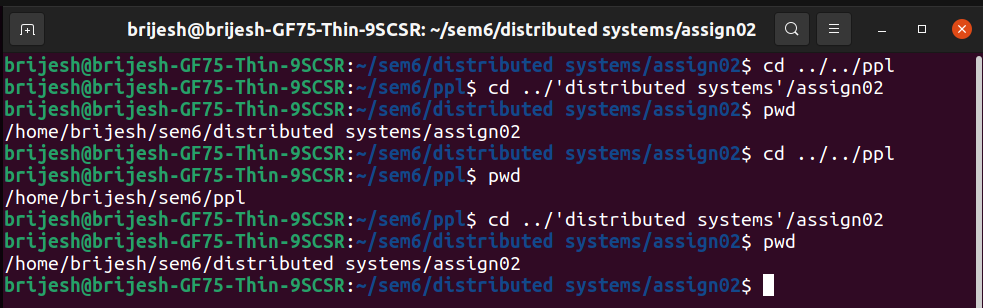 brijesh@brijesh-GF75-Thin-9SCSR: ~/sem6/distributed systems/assign02
brijesh@brijesh-GF75-Thin-9SCSR:~/sem6/distributed systems/assign02$ cd ../../ppl
brijesh@brijesh-GF75-Thin-9SCSR:~/sem6/ppl$ cd ../'distributed systems'/assign02
brijesh@brijesh-GF75-Thin-9SCSR:~/sem6/distributed systems/assign02$ pwd
/home/brijesh/sem6/distributed systems/assign02
brijesh@brijesh-GF75-Thin-9SCSR:~/sem6/distributed systems/assign02$ cd ../../ppl
brijesh@brijesh-GF75-Thin-9SCSR:~/sem6/ppl$ pwd
/home/brijesh/sem6/ppl
brijesh@brijesh-GF75-Thin-9SCSR:~/sem6/ppl$ cd ../'distributed systems'/assign02
brijesh@brijesh-GF75-Thin-9SCSR:~/sem6/distributed systems/assign02$ pwd
/home/brijesh/sem6/distributed systems/assign02
brijesh@brijesh-GF75-Thin-9SCSR:~/sem6/distributed systems/assign02$